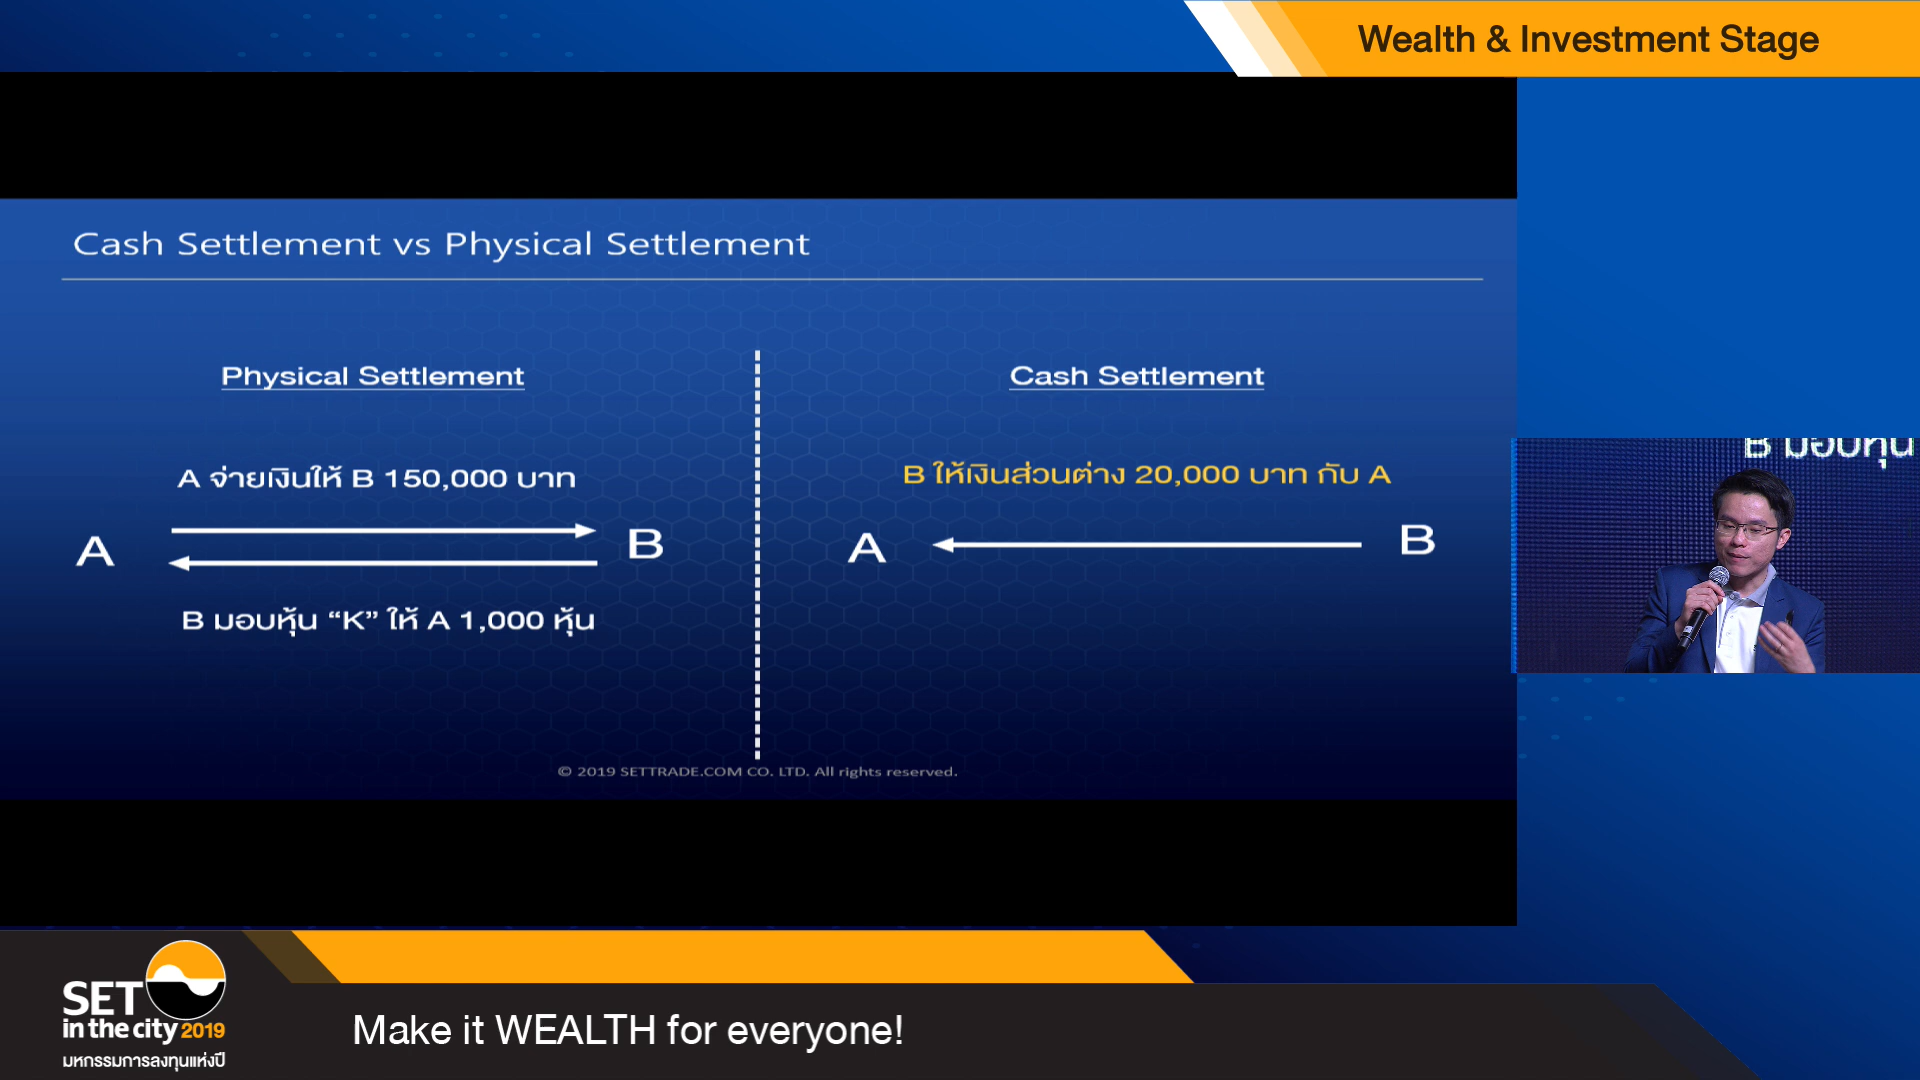 Wealth & Investment Stage
Cash Settlement vs Physical Settlement
Physical Settlement
A จ่ายเงินให้ B 150,000 บาท
A
B
B มอบหุ้น “K” ให้ A 1,000 หุ้น
Cash Settlement
B ให้เงินส่วนต่าง 20,000 บาท กับ A
A
B
B มอบหุ้น
© 2019 SETTRADE.COM CO. LTD. All rights reserved.
SET
in the city 2019
มหกรรมการลงทุนแห่งปี
Make it WEALTH for everyone!